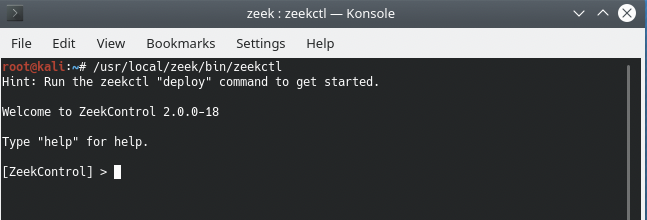 zeek : zeekctl — Konsole
File Edit View Bookmarks Settings Help
root@kali:~# /usr/local/zeek/bin/zeekctl
Hint: Run the zeekctl "deploy" command to get started.
Welcome to ZeekControl 2.0.0-18
Type "help" for help.
[ZeekControl] >